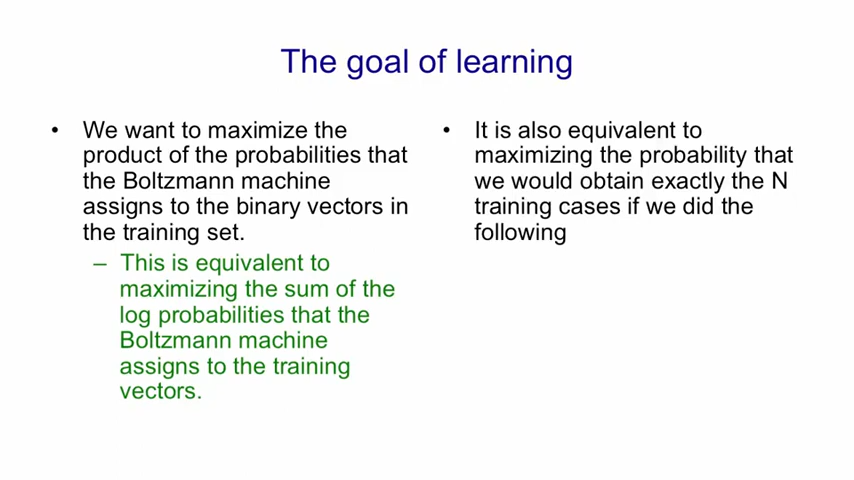 The goal of learning
• We want to maximize the
product of the probabilities that
the Boltzmann machine
assigns to the binary vectors in
the training set.
– This is equivalent to
maximizing the sum of the
log probabilities that the
Boltzmann machine
assigns to the training
vectors.
• It is also equivalent to
maximizing the probability that
we would obtain exactly the N
training cases if we did the
following